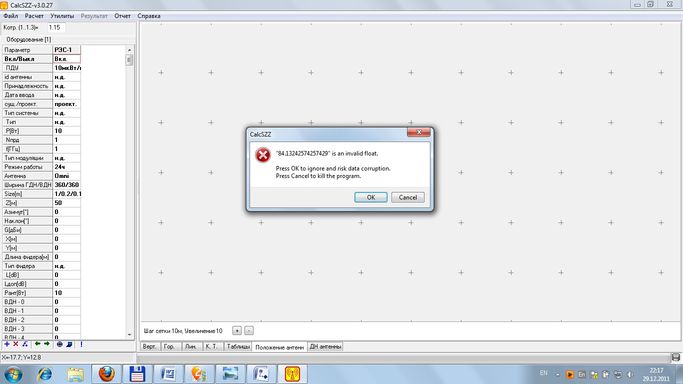 CalcSZZ-v3.0.27
Файл Расчет Утилиты Результат Отчет Справка
Котр. (1..1.3)= 1.15
Оборудование [1]
Параметр РЭС-1
Вкл/Выкл Вкл.
ПДУ 10мкВт/
id антенны н.д.
Принадлежность н.д.
Дата ввода н.д.
сущ./проект. проект.
Тип системы н.д.
Тип н.д.
P[Вт] 10
Nпрд 1
f[ГГц] 1
Тип модуляции н.д.
Режим работы 24ч
Антенна Omni
Ширина ГДН/ВДН 360/360
Size[m] 1/0.2/0.1
Z[м] 50
Азимут[°] 0
Наклон[°] 0
G[дБи] 0
X[м] 0
Y[м] 0
Длина фидера[м] 0
Тип фидера н.д.
L[dB] 0
Lдоп[dB] 0
Pант[Вт] 10
ВДН - 0 0
ВДН - 1 0
ВДН - 2 0
ВДН - 3 0
ВДН - 4 0
CalcSZZ
"84,13242574257429" is an invalid float.
Press OK to ignore and risk data corruption.
Press Cancel to kill the program.
OK Cancel
Шаг сетки 10м, Увеличение 10 + -
Верт. Гор. Лин. К. Т. Таблицы Положение антенн ДН антенны
X=-17.7; Y=12.8
EN
22:17
29.12.2011